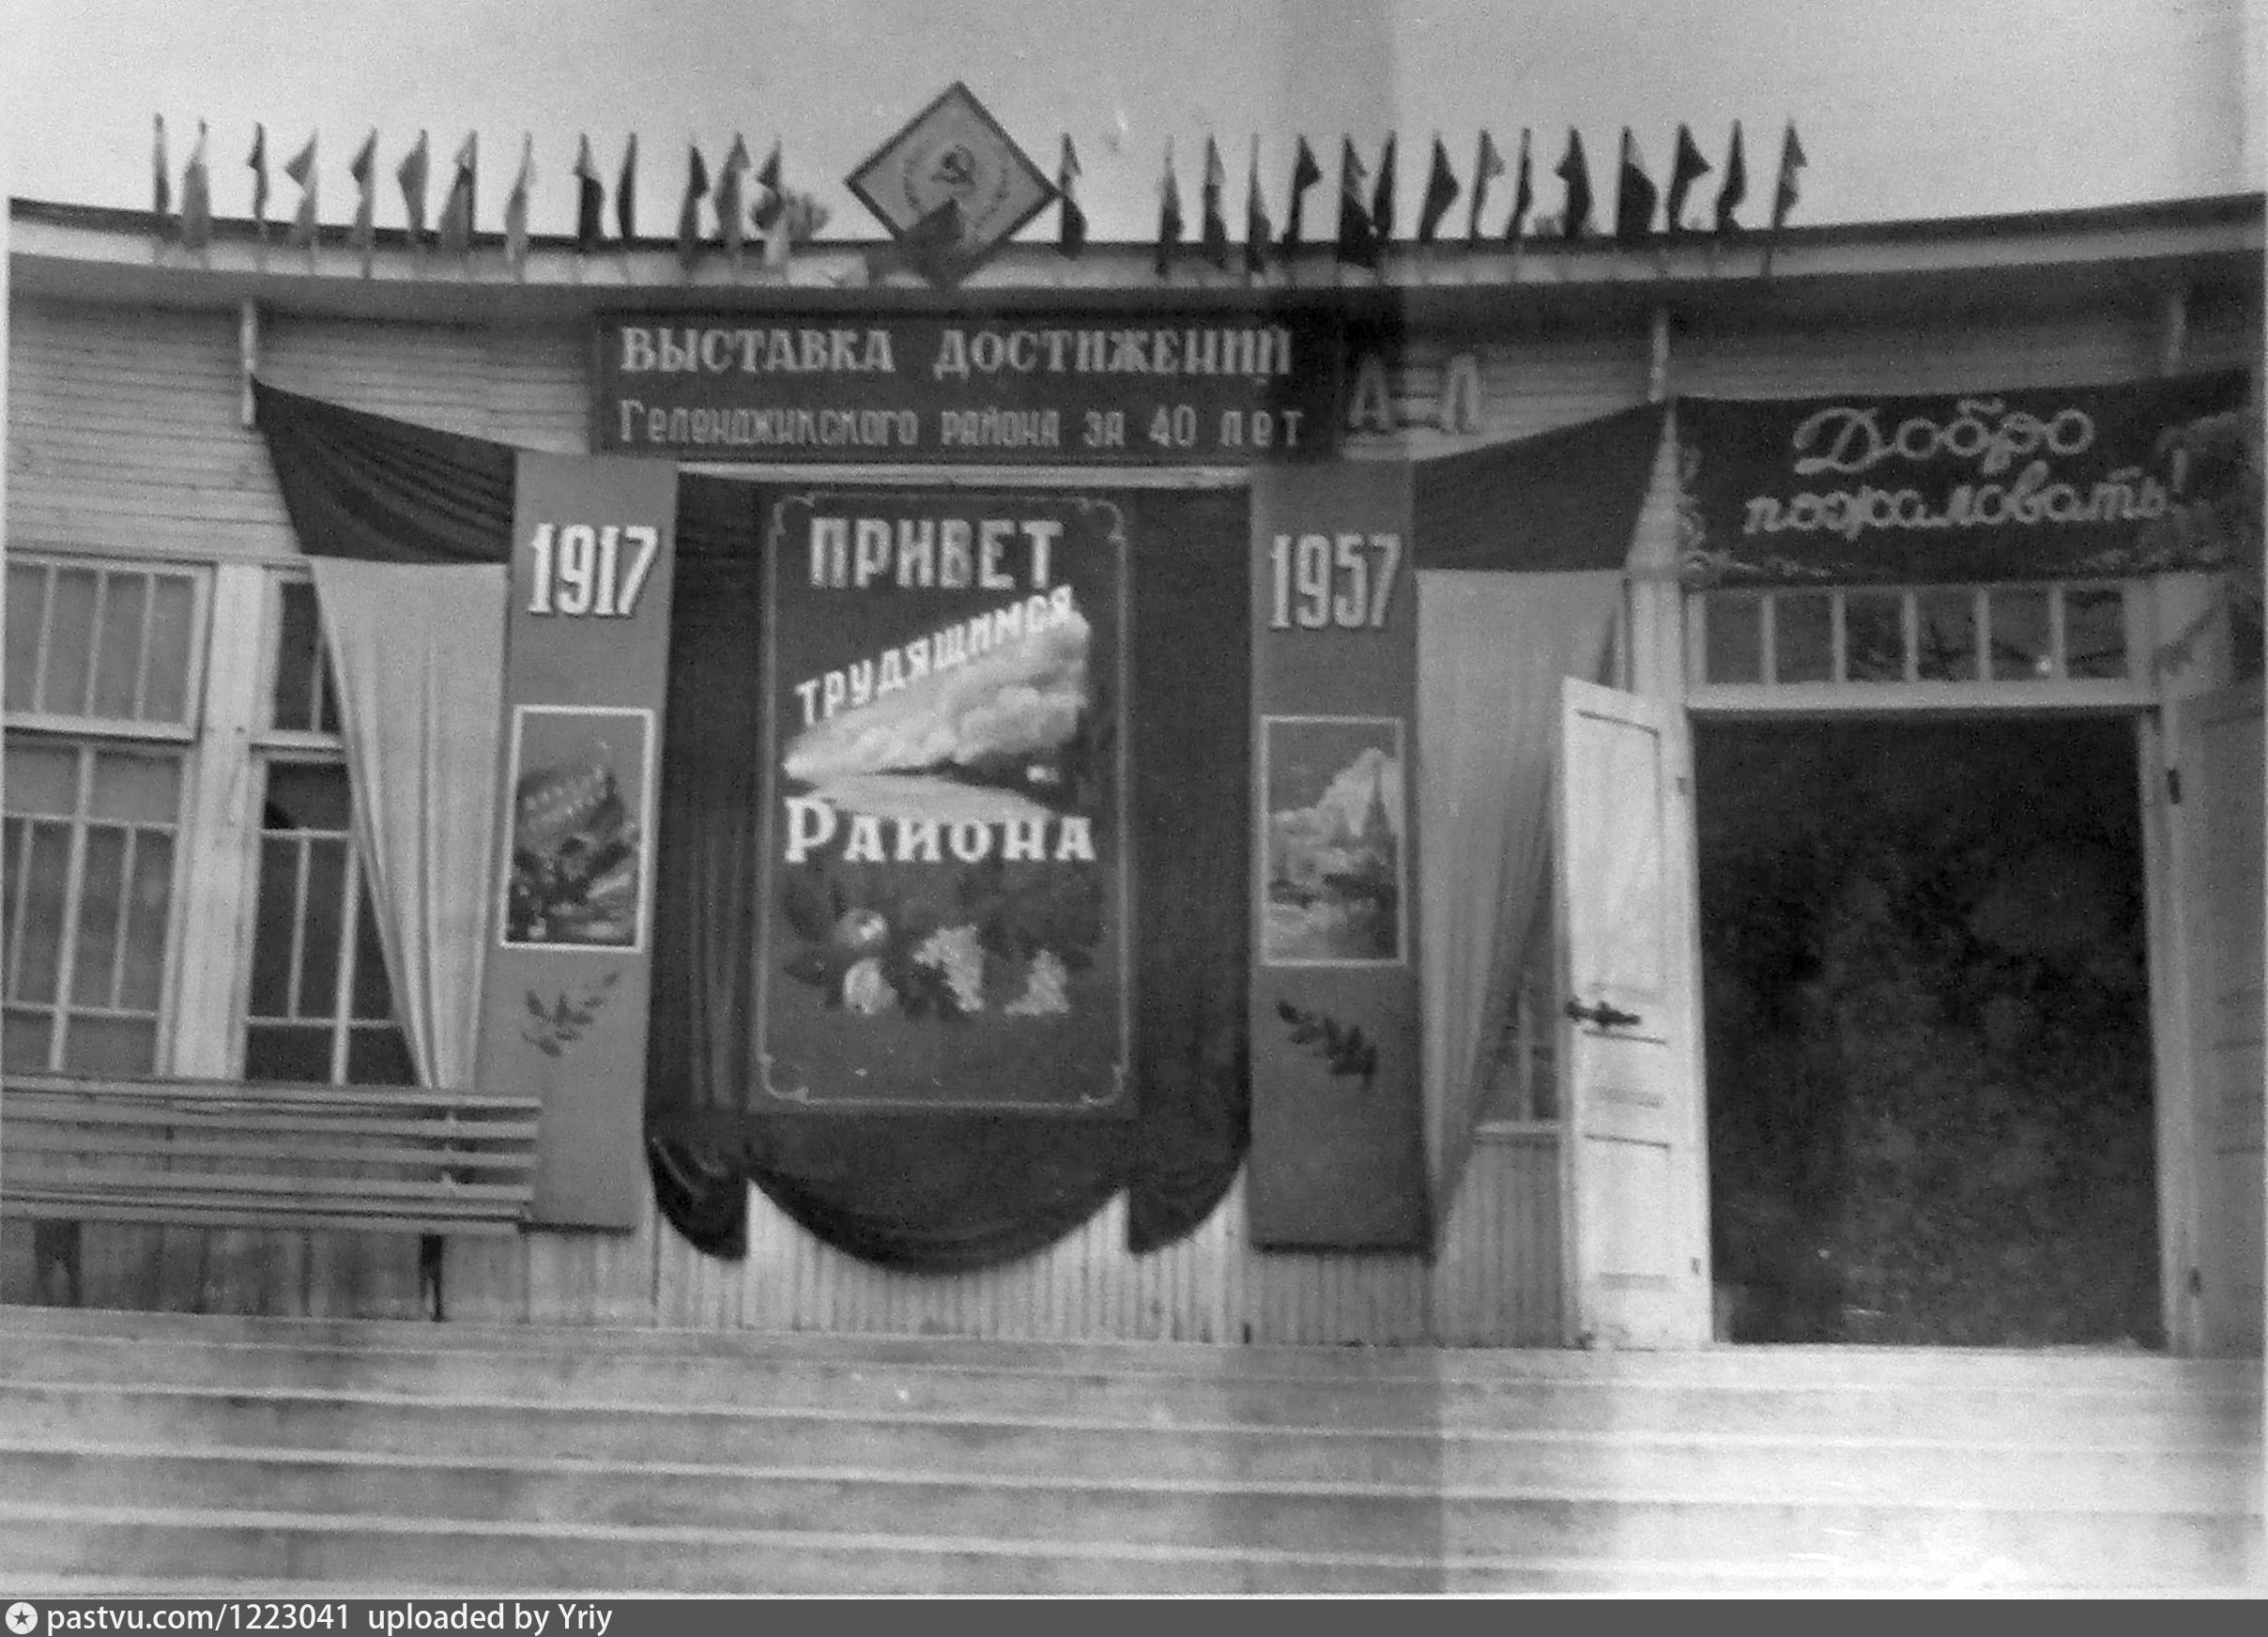 ВЫСТАВКА ДОСТИЖЕНИЙ
Геленджикского района за 40 лет
Добро
пожаловать!
1917
ПРИВЕТ
ТРУДЯЩИМСЯ
РАЙОНА
1957
pastvu.com/1223041 uploaded by Yriy